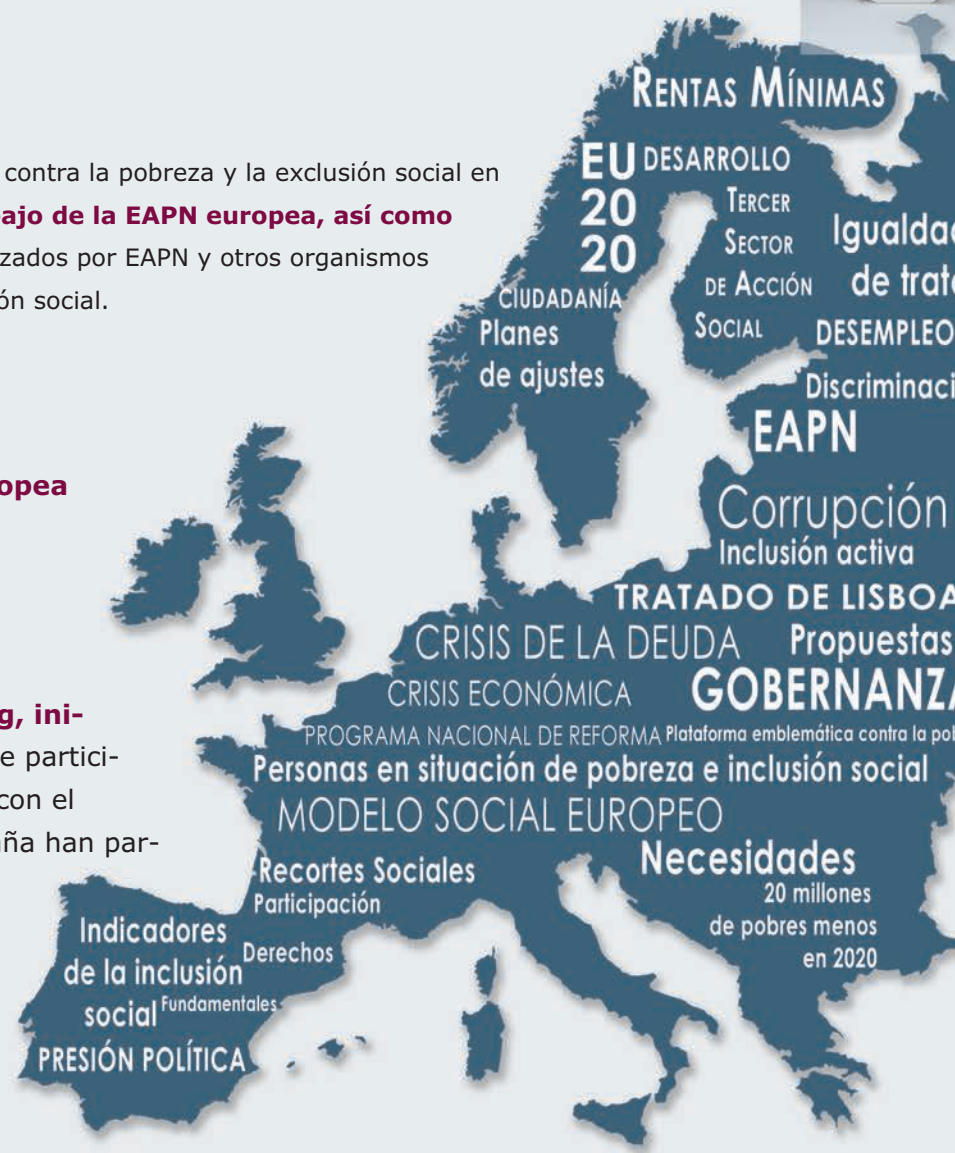 contra la pobreza y la exclusión social en
ajo de la EAPN europea, así como
zados por EAPN y otros organismos
ón social.
opea
g, ini-
e partici-
con el
aña han par-
RENTAS MÍNIMAS
EU DESARROLLO
20
20
TERCER
SECTOR
DE ACCIÓN
SOCIAL
Igualdad
de trato
CIUDADANÍA
Planes
de ajustes
DESEMPLEO
Discriminaci
EAPN
Corrupción
Inclusión activa
TRATADO DE LISBOA
CRISIS DE LA DEUDA
Propuestas
CRISIS ECONÓMICA
GOBERNANZA
PROGRAMA NACIONAL DE REFORMA
Plataforma emblemática contra la pob
Personas en situación de pobreza e inclusión social
MODELO SOCIAL EUROPEO
Recortes Sociales
Participación
Necesidades
20 millones
de pobres menos
en 2020
Indicadores
de la inclusión
social
Derechos
Fundamentales
PRESIÓN POLÍTICA